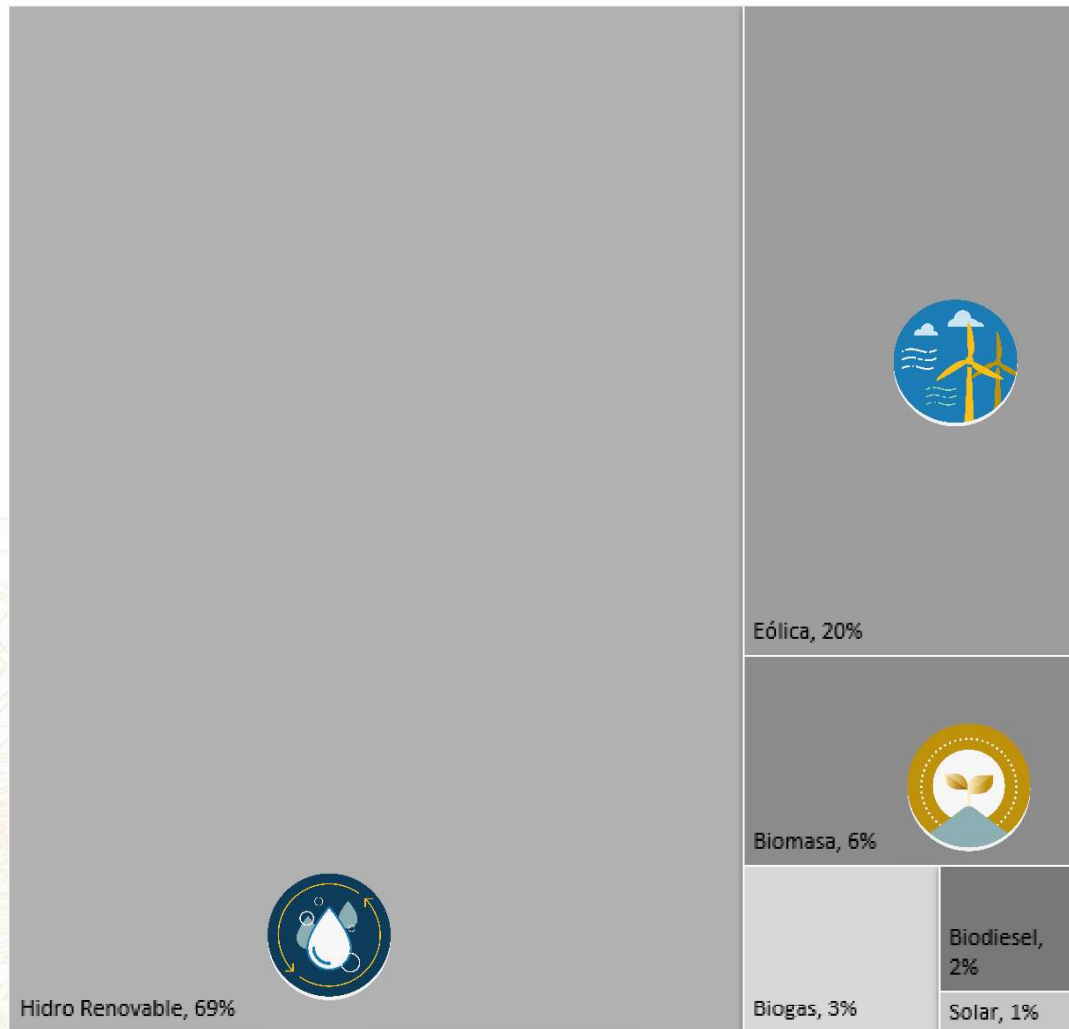 Eólica, 20%
Biomasa, 6%
Biodiesel,
2%
Hidro Renovable, 69%
Biogas, 3%
Solar, 1%